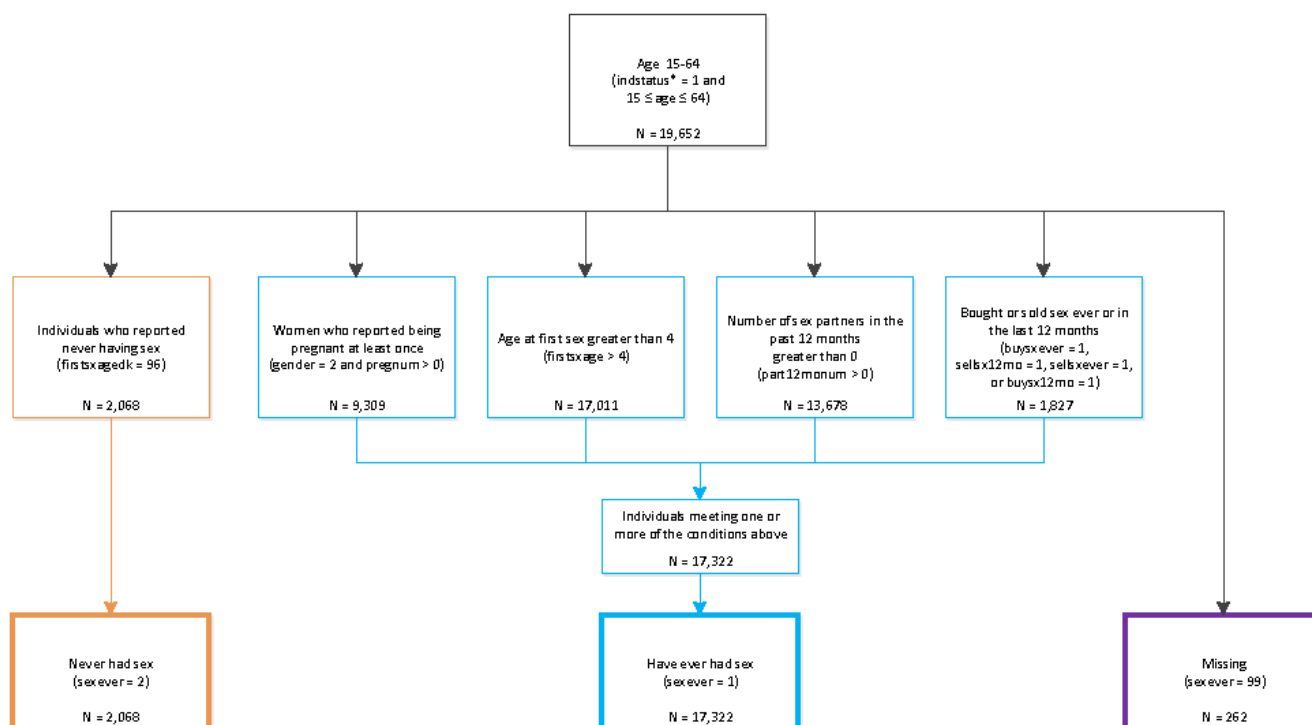 Age 15-64
(indstatus* = 1 and
15 ≤ age ≤ 64)
N = 19,652
Individuals who reported
never having sex
(firstsxagedk = 96)
N = 2,068
Women who reported being
pregnant at least once
(gender = 2 and pregnum > 0)
N = 9,309
Age at first sex greater than 4
(firstsxage > 4)
N = 17,011
Number of sex partners in the
past 12 months
greater than 0
(part12monum > 0)
N = 13,678
Bought or sold sex ever or in
the last 12 months
(buysxever = 1,
sellsx12mo = 1, sellsxever = 1,
or buysx12mo = 1)
N = 1,827
Individuals meeting one or
more of the conditions above
N = 17,322
Never had sex
(sexever = 2)
N = 2,068
Have ever had sex
(sexever = 1)
N = 17,322
Missing
(sexever = 99)
N = 262